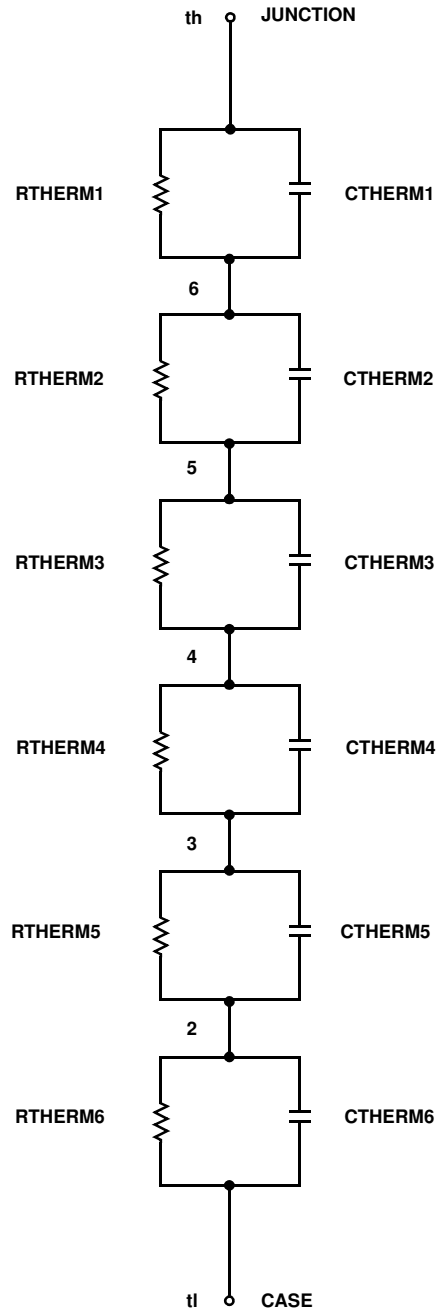 th JUNCTION
RTHERM1 CTHERM1
6
RTHERM2 CTHERM2
5
RTHERM3 CTHERM3
4
RTHERM4 CTHERM4
3
RTHERM5 CTHERM5
2
RTHERM6 CTHERM6
tl CASE